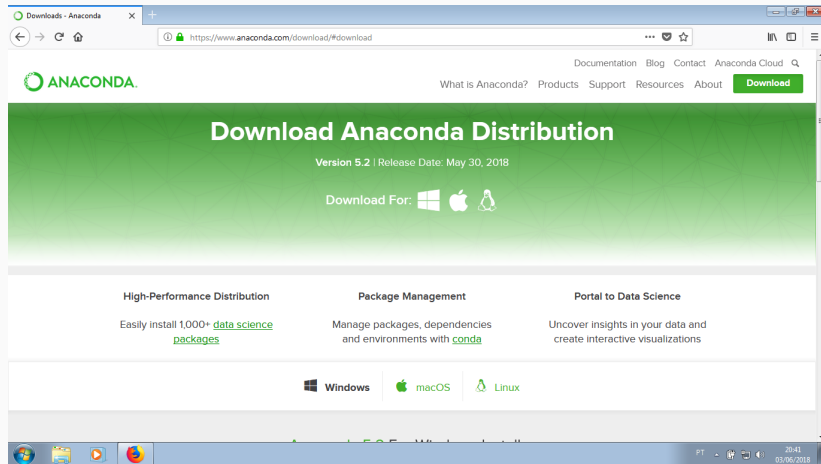 Downloads - Anaconda
https://www.anaconda.com/download/#download
Documentation Blog Contact Anaconda Cloud
ANACONDA.
What is Anaconda? Products Support Resources About Download
Download Anaconda Distribution
Version 5.2 | Release Date: May 30, 2018
Download For:
High-Performance Distribution
Easily install 1,000+ data science
packages
Package Management
Manage packages, dependencies
and environments with conda
Portal to Data Science
Uncover insights in your data and
create interactive visualizations
Windows macOS Linux
PT
20:41
03/06/2018